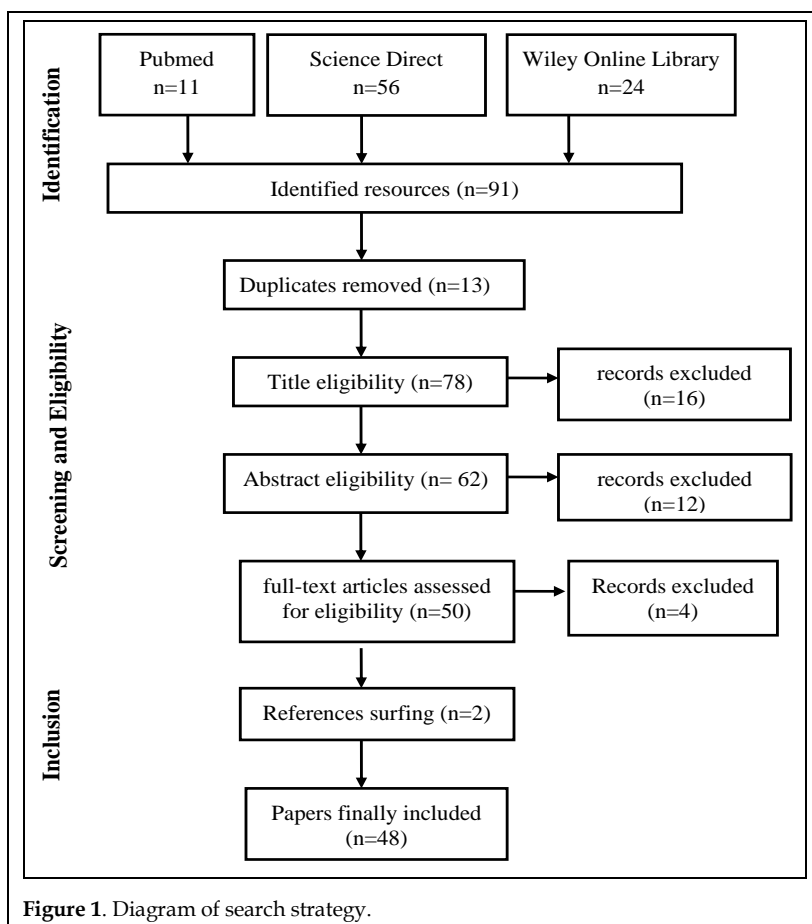 Identification
Pubmed
n=11
Science Direct
n=56
Wiley Online Library
n=24
Identified resources (n=91)
Screening and Eligibility
Duplicates removed (n=13)
Title eligibility (n=78)
records excluded
(n=16)
Abstract eligibility (n= 62)
records excluded
(n=12)
full-text articles assessed
for eligibility (n=50)
Records excluded
(n=4)
Inclusion
References surfing (n=2)
Papers finally included
(n=48)
Figure 1. Diagram of search strategy.